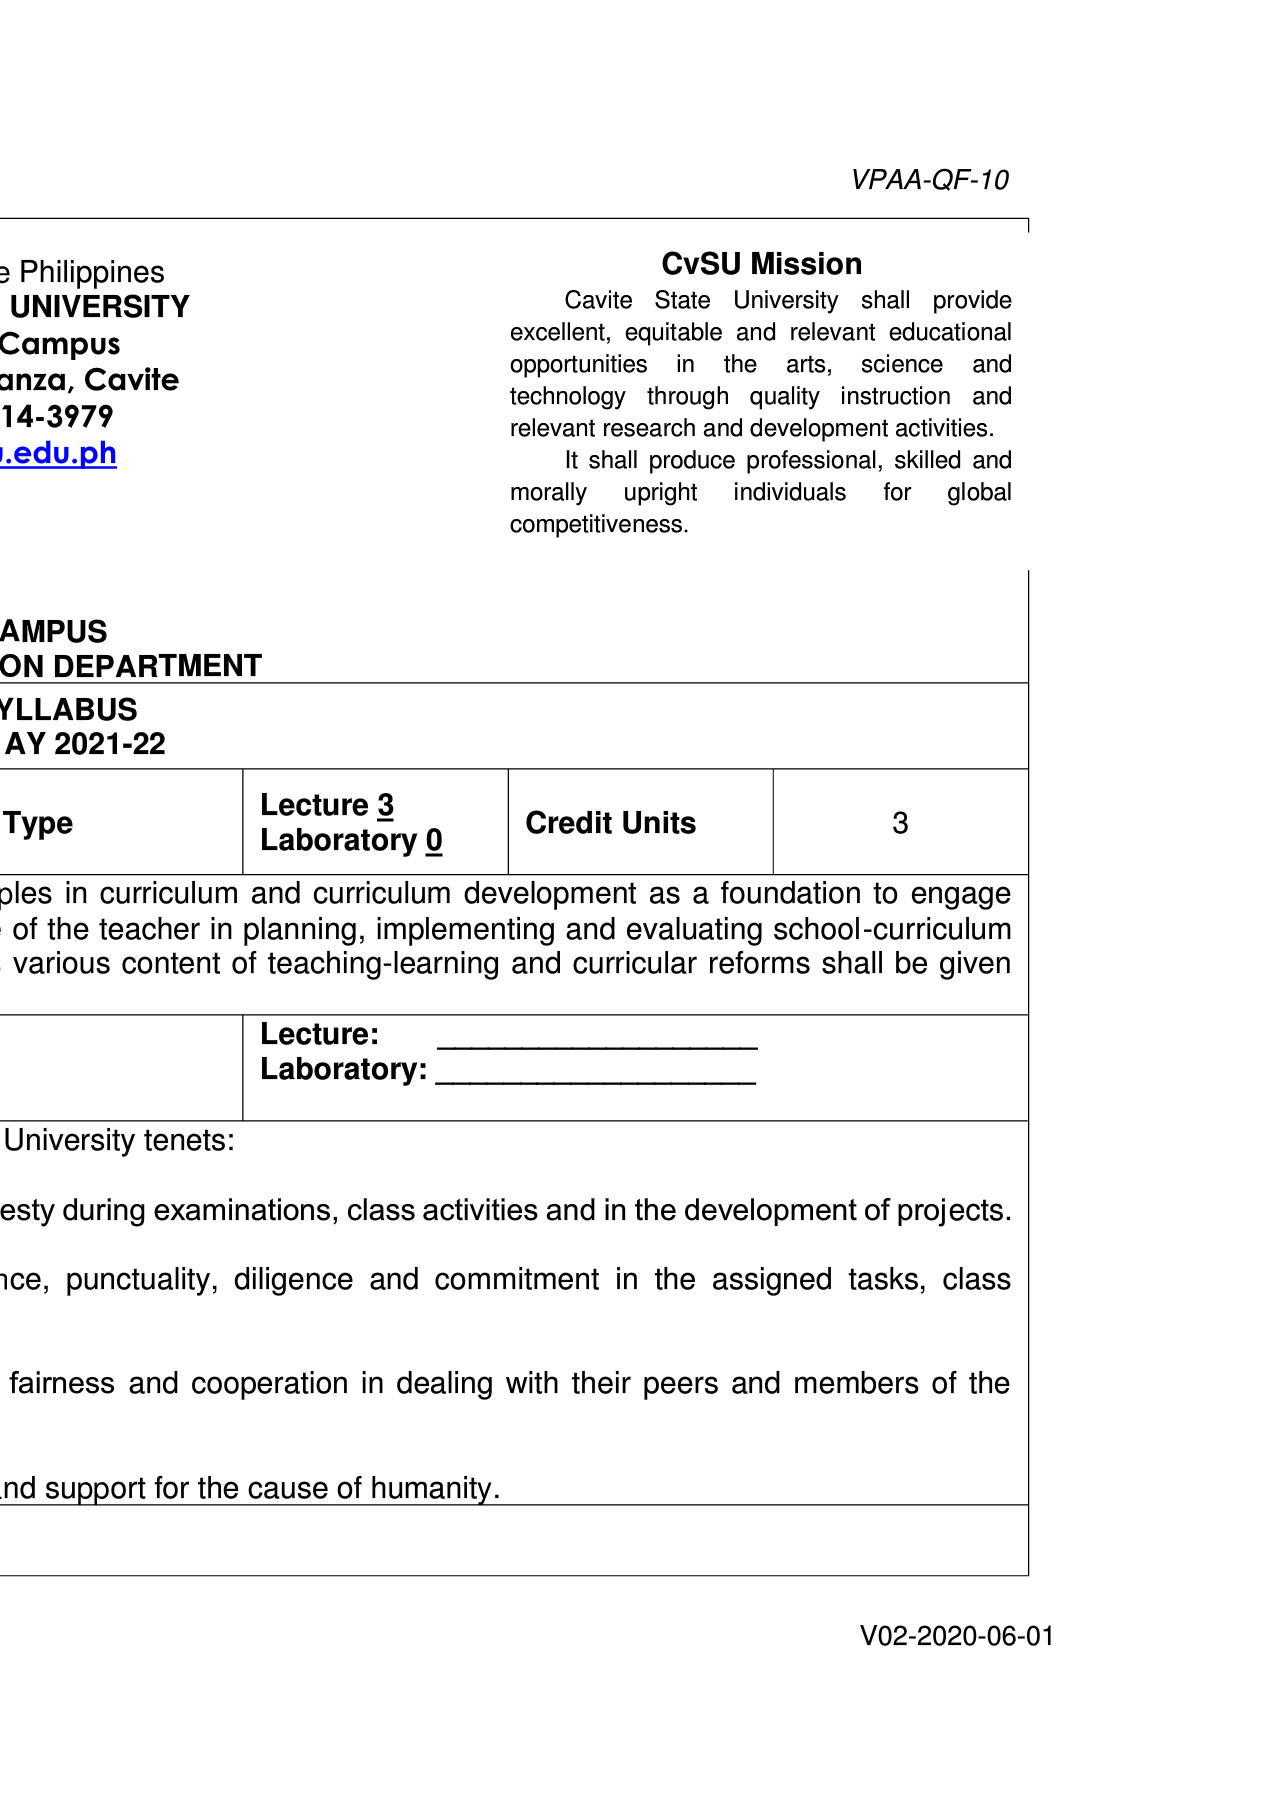 VPAA-QF-10
e Philippines
UNIVERSITY
Campus
anza, Cavite
14-3979
u.edu.ph
CvSU Mission
Cavite State University shall provide
excellent, equitable and relevant educational
opportunities in the arts, science and
technology through quality instruction and
relevant research and development activities.
It shall produce professional, skilled and
morally upright individuals for global
competitiveness.
AMPUS
ON DEPARTMENT
YLLABUS
AY 2021-22
Type
Lecture 3
Laboratory 0
Credit Units
3
ples in curriculum and curriculum development as a foundation to engage
e of the teacher in planning, implementing and evaluating school-curriculum
various content of teaching-learning and curricular reforms shall be given
Lecture: ____________________
Laboratory: ____________________
University tenets:
esty during examinations, class activities and in the development of projects.
nce, punctuality, diligence and commitment in the assigned tasks, class
fairness and cooperation in dealing with their peers and members of the
and support for the cause of humanity.
V02-2020-06-01